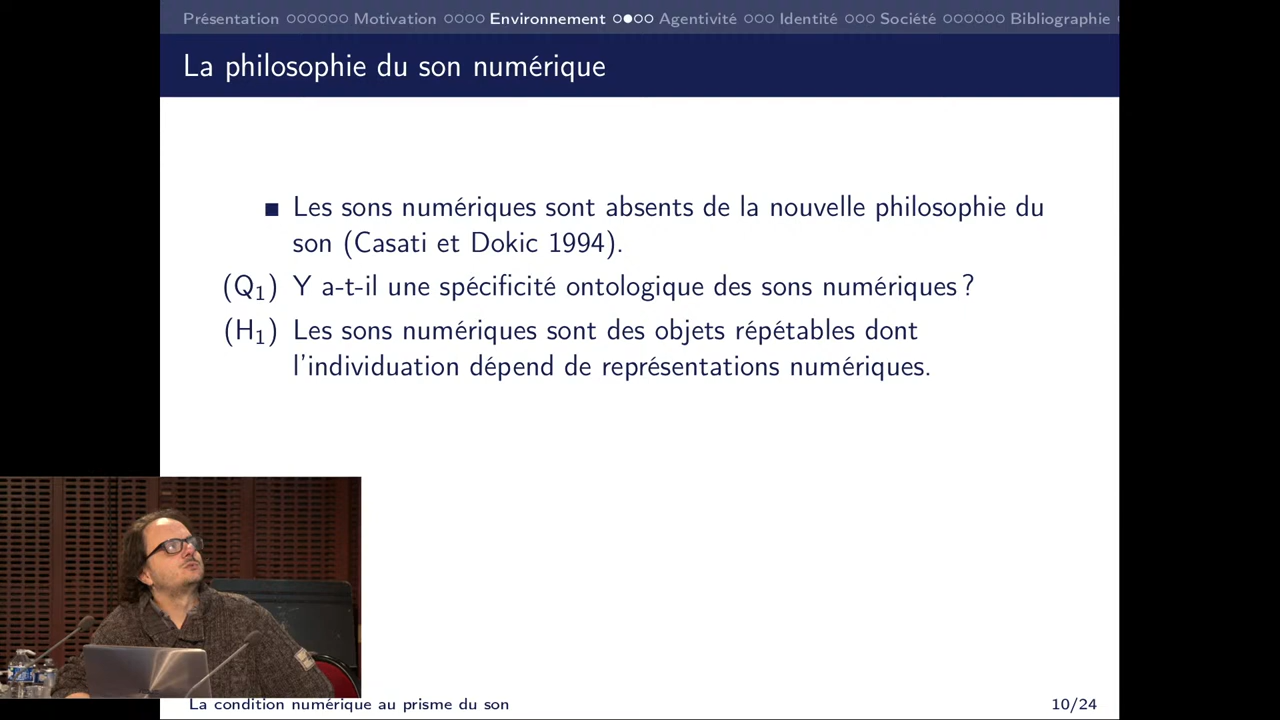 Présentation Motivation Environnement Agentivité Identité Société Bibliographie
La philosophie du son numérique
Les sons numériques sont absents de la nouvelle philosophie du
son (Casati et Dokic 1994).
(Q1) Y a-t-il une spécificité ontologique des sons numériques ?
(H1) Les sons numériques sont des objets répétables dont
l'individuation dépend de représentations numériques.
La condition numérique au prisme du son 10/24